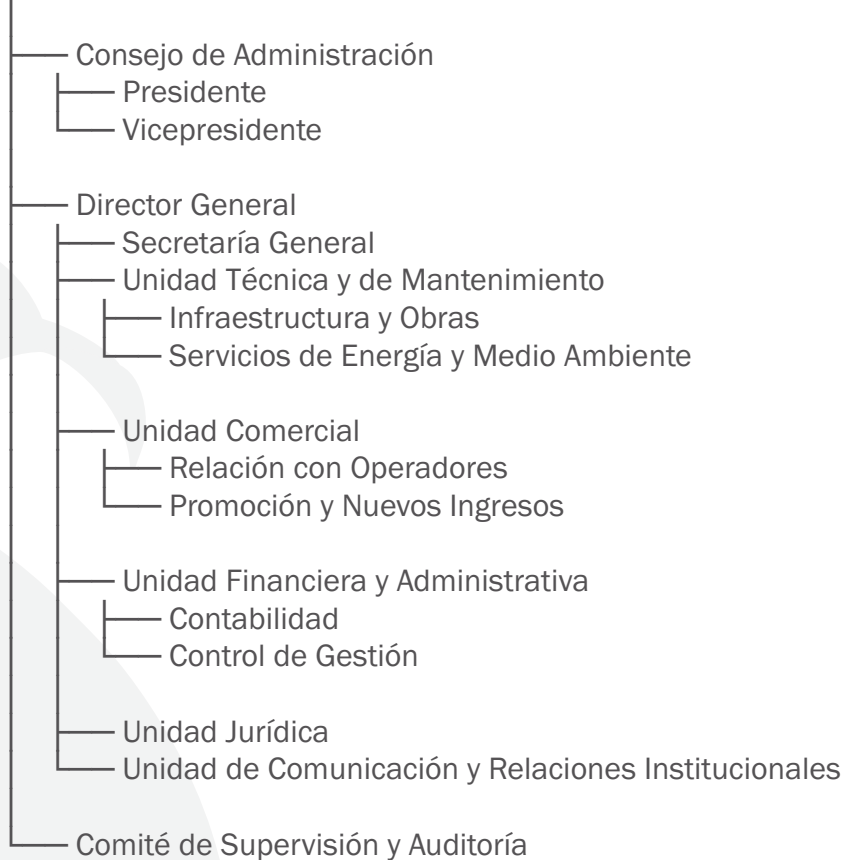 Consejo de Administración
Presidente
Vicepresidente
Director General
Secretaría General
Unidad Técnica y de Mantenimiento
Infraestructura y Obras
Servicios de Energía y Medio Ambiente
Unidad Comercial
Relación con Operadores
Promoción y Nuevos Ingresos
Unidad Financiera y Administrativa
Contabilidad
Control de Gestión
Unidad Jurídica
Unidad de Comunicación y Relaciones Institucionales
Comité de Supervisión y Auditoría